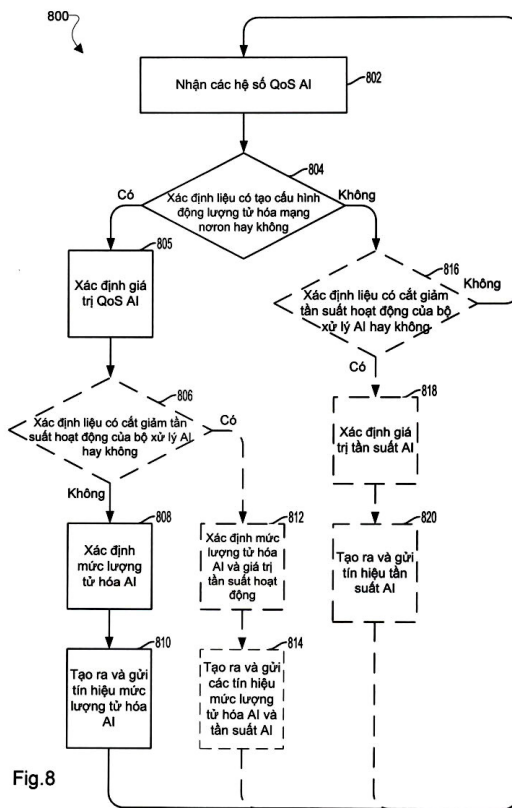 800
Nhận các hệ số QoS AI
802
804
Có
Xác định liệu có tạo cấu hình
động lượng tử hóa mạng
nơron hay không
Không
805
Xác định giá
trị QoS AI
816
Không
Xác định liệu có cắt giảm
tần suất hoạt động của bộ
xử lý AI hay không
Có
806
Xác định liệu có cắt giảm tần
suất hoạt động của bộ xử lý AI
hay không
Có
Không
818
Xác định giá
trị tần suất AI
808
Xác định
mức lượng
tử hóa AI
812
Xác định mức
lượng tử hóa
AI và giá trị
tần suất hoạt
động
820
Tạo ra và gửi
tín hiệu tần
suất AI
810
Tạo ra và gửi
tín hiệu mức
lượng tử hóa
AI
814
Tạo ra và gửi
các tín hiệu
mức lượng
tử hóa AI và
tần suất AI
Fig.8